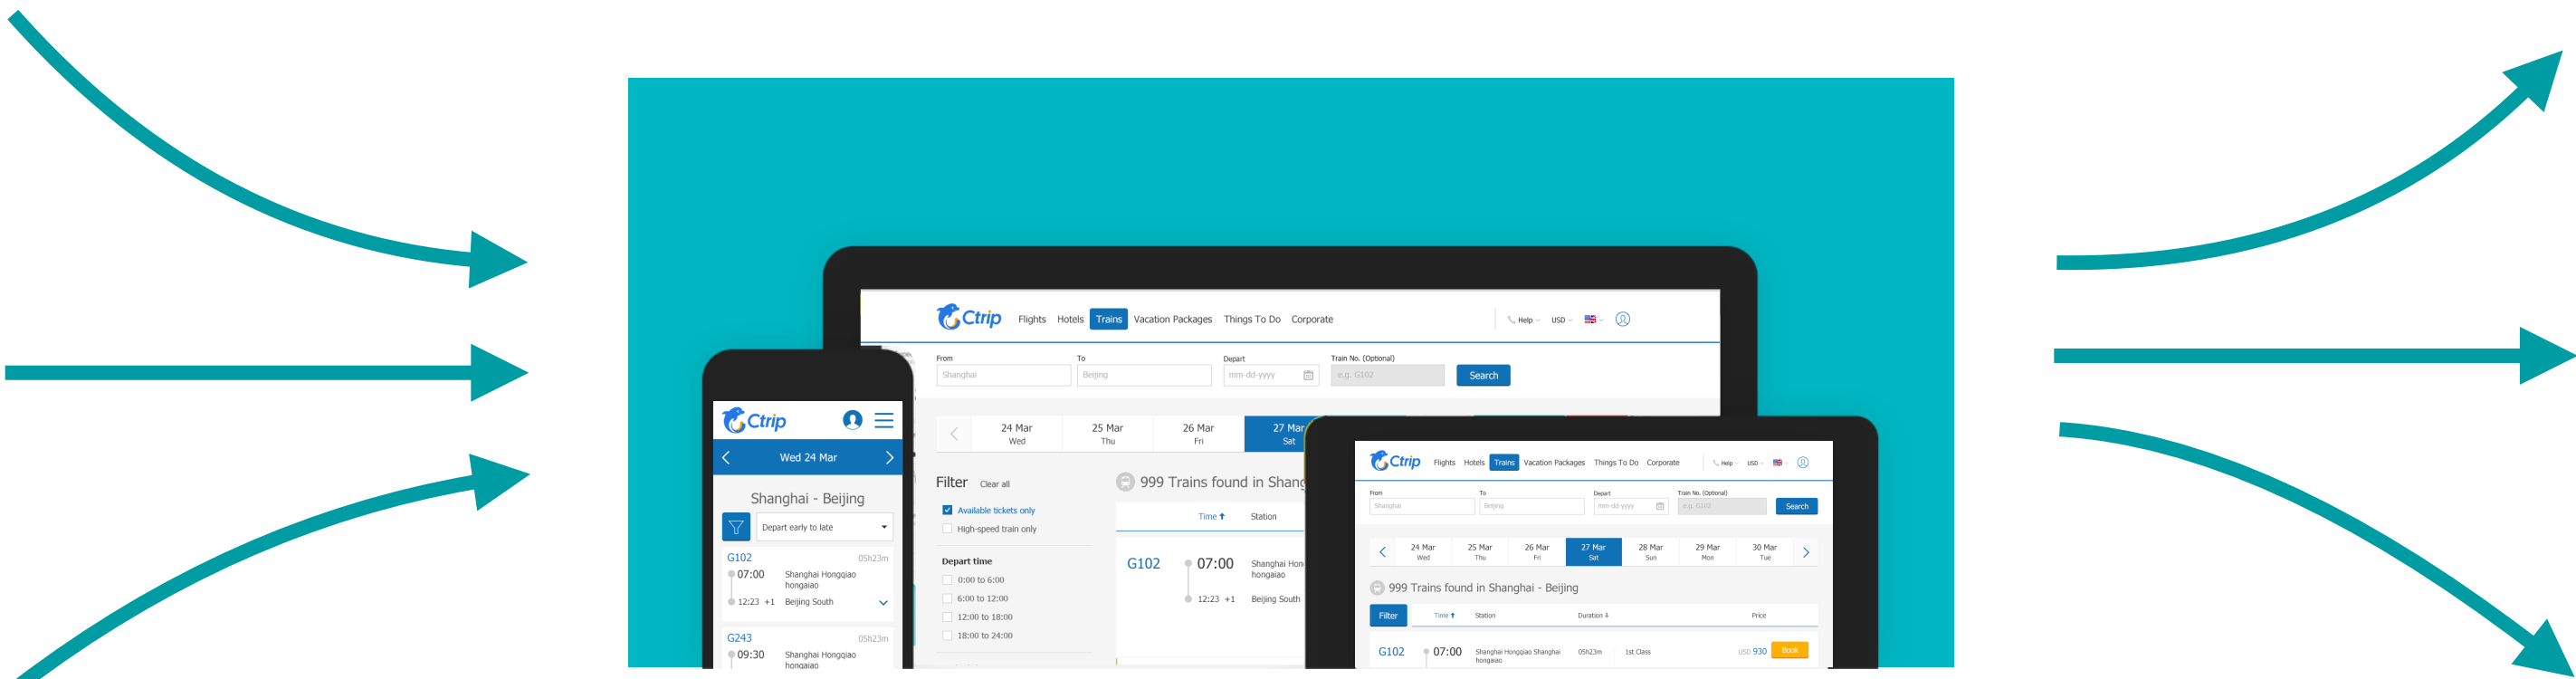 Ctrip Flights Hotels Trains Vacation Packages Things To Do Corporate Help USD
From To Depart Train No. (Optional)
Shanghai Beijing mm-dd-yyyy e.g. G102 Search
24 Mar 25 Mar 26 Mar 27 Mar
Wed Thu Fri Sat
Filter Clear all
Available tickets only
High-speed train only
Depart time
0:00 to 6:00
6:00 to 12:00
12:00 to 18:00
18:00 to 24:00
999 Trains found in Shang
Time Station
G102 07:00 Shanghai Hon
hongaiao
12:23 +1 Beijing South
Ctrip
Wed 24 Mar
Shanghai - Beijing
Depart early to late
G102 05h23m
07:00 Shanghai Hongqiao
hongaiao
12:23 +1 Beijing South
G243 05h23m
09:30 Shanghai Hongqiao
hongaiao
Ctrip Flights Hotels Trains Vacation Packages Things To Do Corporate Help USD
From To Depart Train No. (Optional)
Shanghai Beijing mm-dd-yyyy e.g. G102 Search
24 Mar 25 Mar 26 Mar 27 Mar 28 Mar 29 Mar 30 Mar
Wed Thu Fri Sat Sun Mon Tue
999 Trains found in Shanghai - Beijing
Filter Time Station Duration Price
G102 07:00 Shanghai Hongqiao Shanghai 05h23m 1st Class USD 930 Book
hongaiao